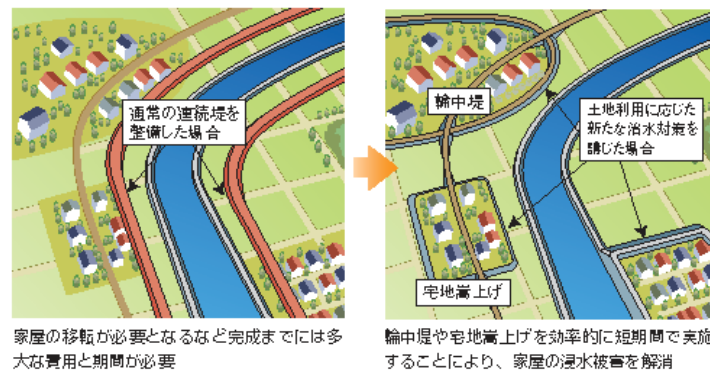 通常の連続堤を
整備した場合
家屋の移転が必要となるなど完成までには多
大な費用と期間が必要
輪中堤
土地利用に応じた
新たな治水対策を
講じた場合
宅地嵩上げ
輪中堤や宅地嵩上げを効率的に短期間で実施
することにより、家屋の浸水被害を解消